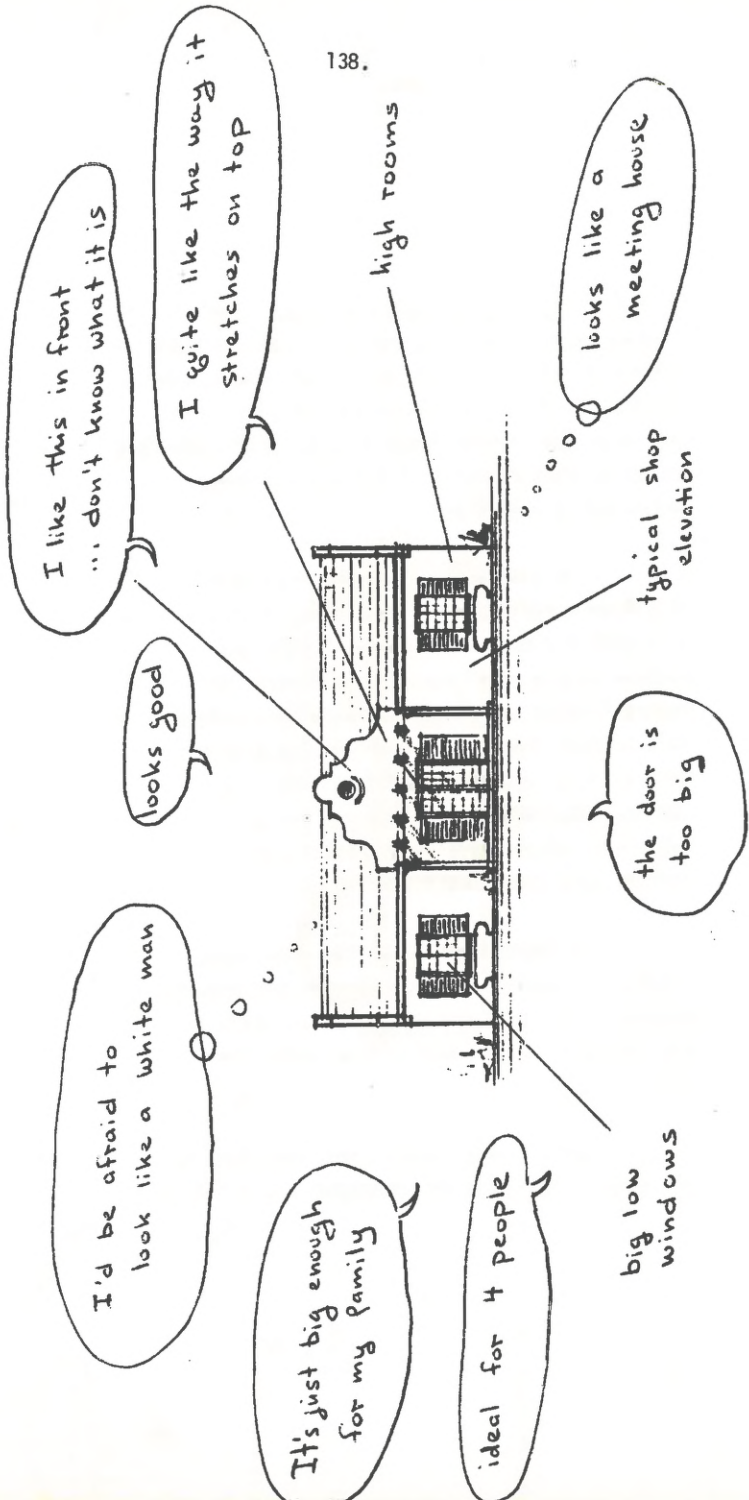 138.
I'd be afraid to
look like a white man
looks good
I like this in front
... don't know what it is
I quite like the way it
stretches on top
It's just big enough
for my family
ideal for 4 people
high rooms
big low
windows
the door is
too big
typical shop
elevation
looks like a
meeting house